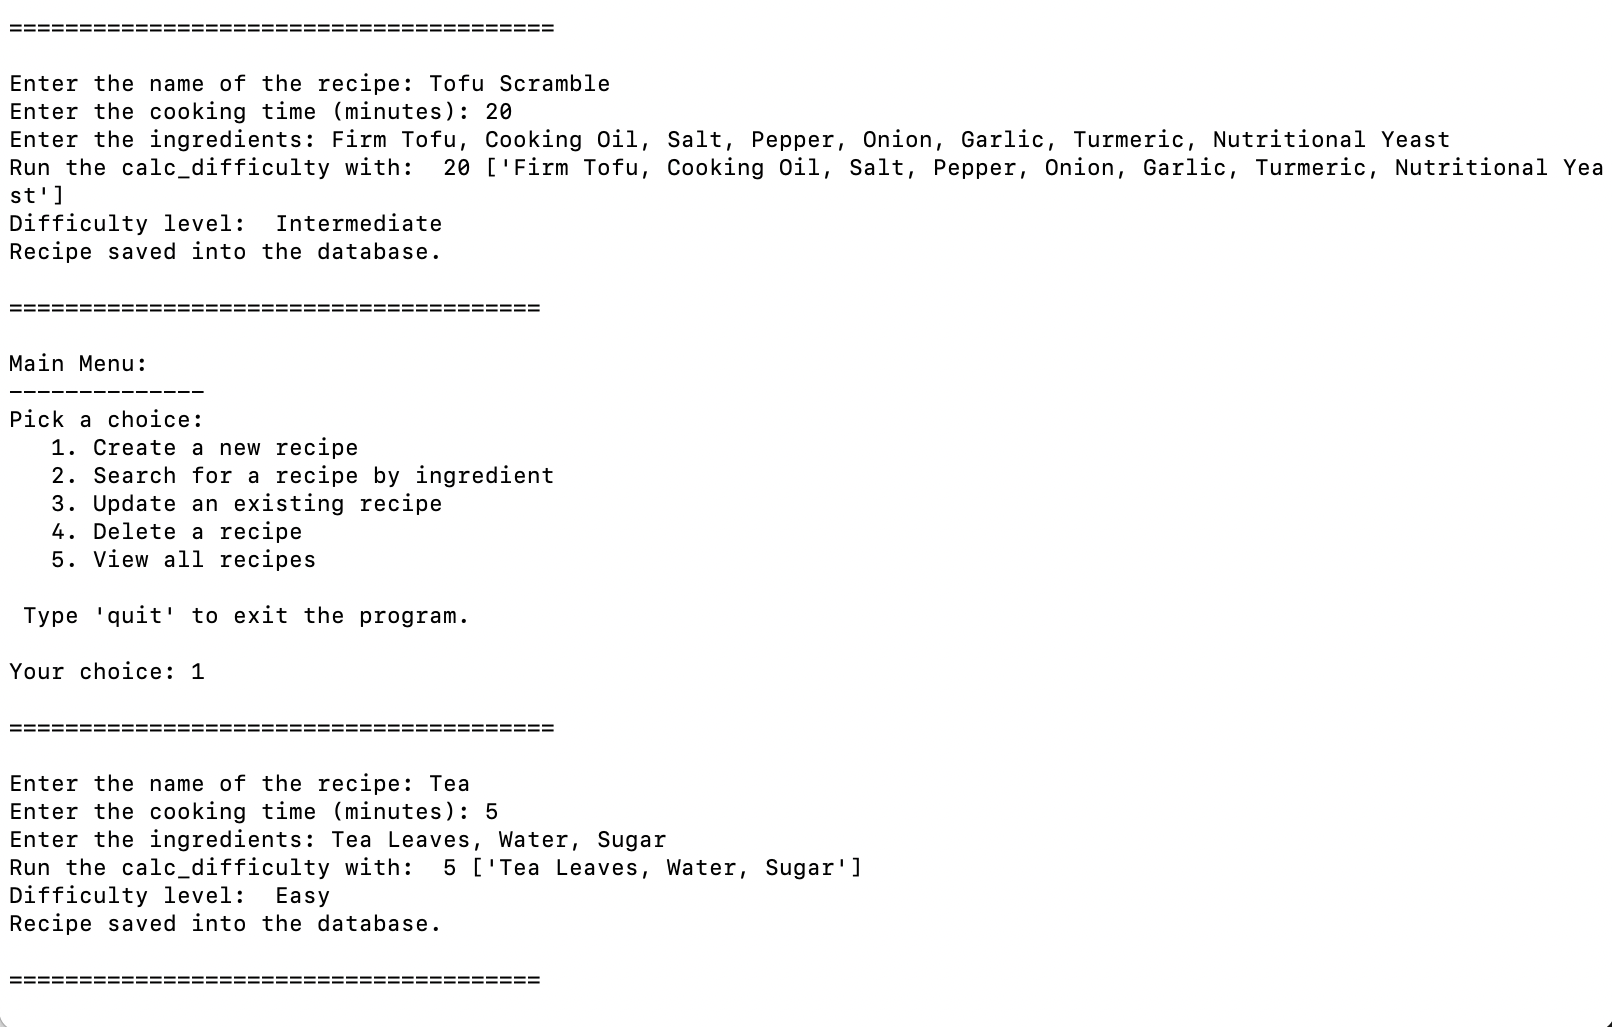 =======================================
Enter the name of the recipe: Tofu Scramble
Enter the cooking time (minutes): 20
Enter the ingredients: Firm Tofu, Cooking Oil, Salt, Pepper, Onion, Garlic, Turmeric, Nutritional Yeast
Run the calc_difficulty with:  20 ['Firm Tofu, Cooking Oil, Salt, Pepper, Onion, Garlic, Turmeric, Nutritional Yea
st']
Difficulty level:  Intermediate
Recipe saved into the database.
======================================
Main Menu:
--------------
Pick a choice:
   1. Create a new recipe
   2. Search for a recipe by ingredient
   3. Update an existing recipe
   4. Delete a recipe
   5. View all recipes
 Type 'quit' to exit the program.
Your choice: 1
=======================================
Enter the name of the recipe: Tea
Enter the cooking time (minutes): 5
Enter the ingredients: Tea Leaves, Water, Sugar
Run the calc_difficulty with:  5 ['Tea Leaves, Water, Sugar']
Difficulty level:  Easy
Recipe saved into the database.
======================================